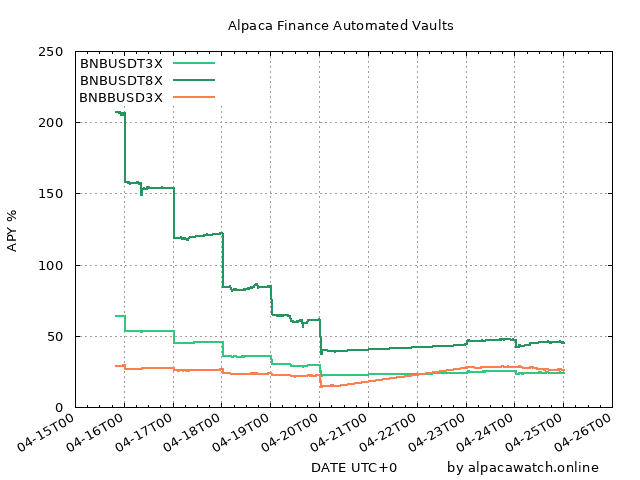 Alpaca Finance Automated Vaults
250
200
150
100
50
0
APY %
BNBUSDT3X
BNBUSDT8X
BNBBUSD3X
04-15T00
04-16T00
04-17T00
04-18T00
04-19T00
04-20T00
04-21T00
04-22T00
04-23T00
04-24T00
04-25T00
04-26T00
DATE UTC+0
by alpacawatch.online